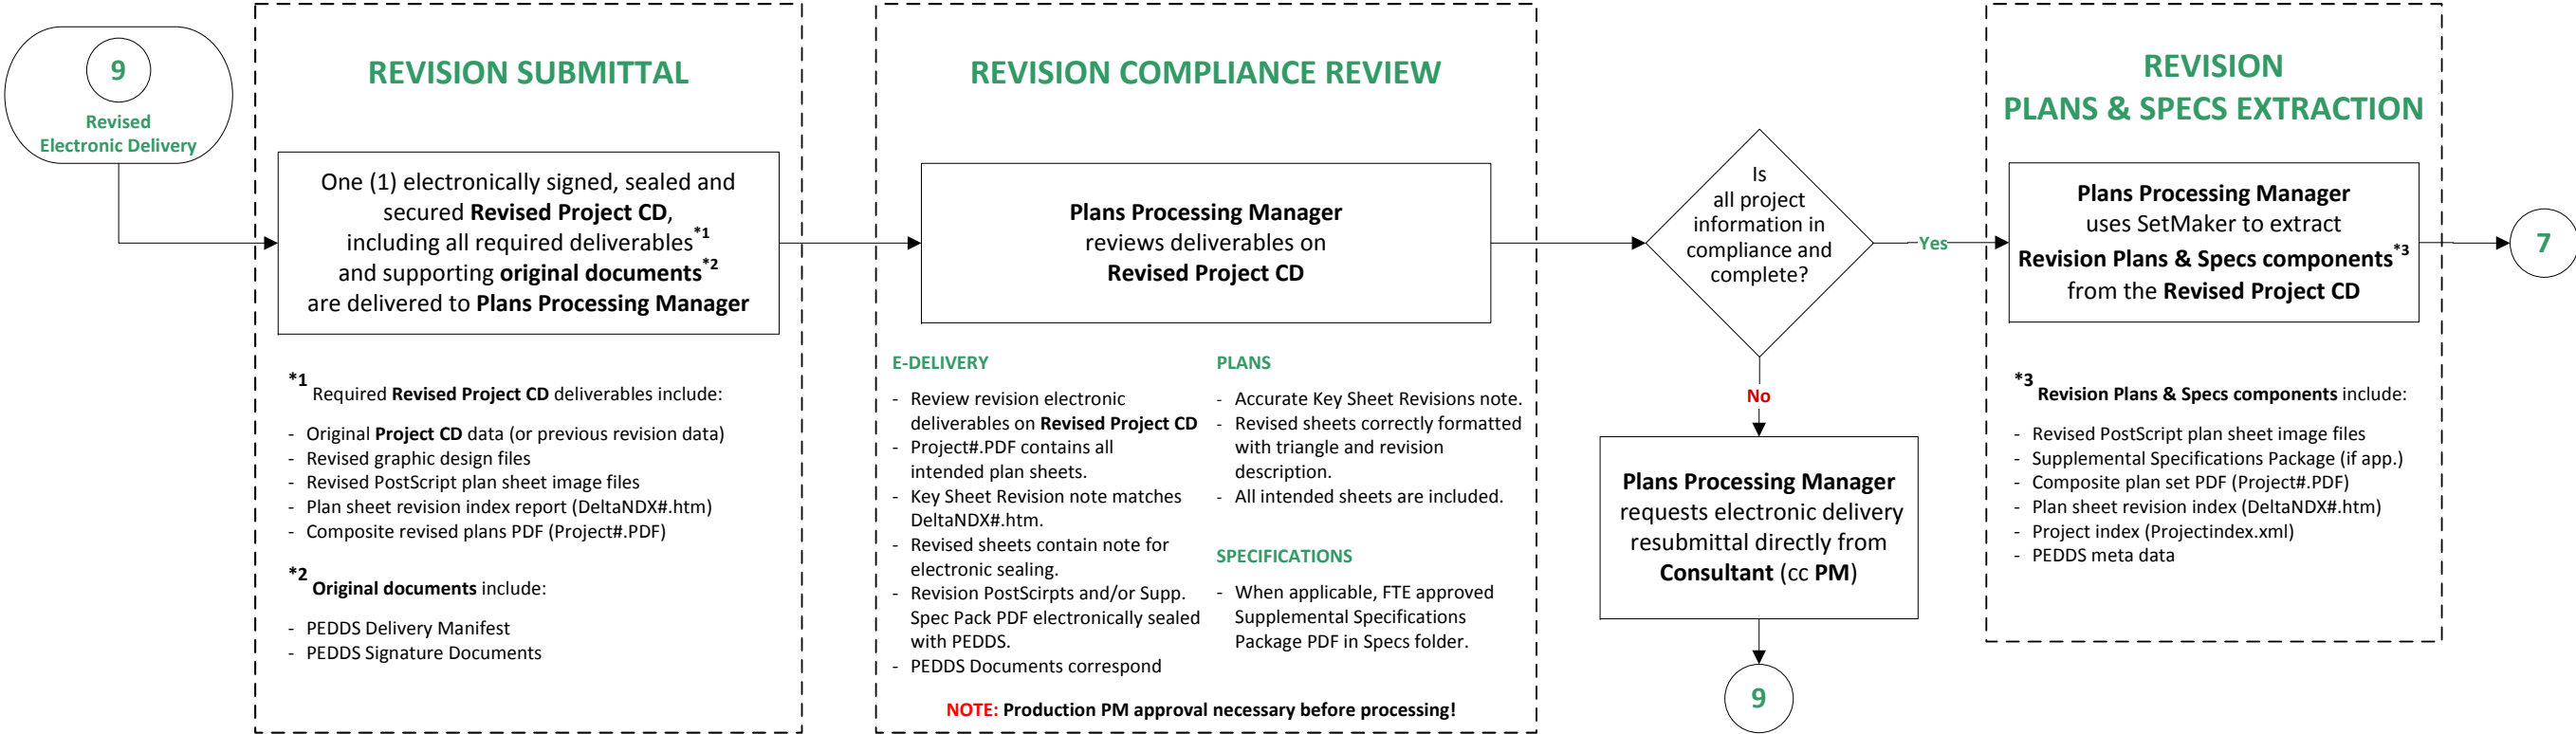 9
Revised
Electronic Delivery
REVISION SUBMITTAL
One (1) electronically signed, sealed and
secured Revised Project CD,
including all required deliverables*1
and supporting original documents*2
are delivered to Plans Processing Manager
*1 Required Revised Project CD deliverables include:
- Original Project CD data (or previous revision data)
- Revised graphic design files
- Revised PostScript plan sheet image files
- Plan sheet revision index report (DeltaNDX#.htm)
- Composite revised plans PDF (Project#.PDF)
*2 Original documents include:
- PEDDS Delivery Manifest
- PEDDS Signature Documents
REVISION COMPLIANCE REVIEW
Plans Processing Manager
reviews deliverables on
Revised Project CD
E-DELIVERY
- Review revision electronic
deliverables on Revised Project CD
- Project#.PDF contains all
intended plan sheets.
- Key Sheet Revision note matches
DeltaNDX#.htm.
- Revised sheets contain note for
electronic sealing.
- Revision PostScirpts and/or Supp.
Spec Pack PDF electronically sealed
with PEDDS.
- PEDDS Documents correspond
PLANS
- Accurate Key Sheet Revisions note.
- Revised sheets correctly formatted
with triangle and revision
description.
- All intended sheets are included.
SPECIFICATIONS
- When applicable, FTE approved
Supplemental Specifications
Package PDF in Specs folder.
NOTE: Production PM approval necessary before processing!
Is
all project
information in
compliance and
complete?
Yes
No
Plans Processing Manager
requests electronic delivery
resubmittal directly from
Consultant (cc PM)
9
REVISION
PLANS & SPECS EXTRACTION
Plans Processing Manager
uses SetMaker to extract
Revision Plans & Specs components*3
from the Revised Project CD
*3 Revision Plans & Specs components include:
- Revised PostScript plan sheet image files
- Supplemental Specifications Package (if app.)
- Composite plan set PDF (Project#.PDF)
- Plan sheet revision index (DeltaNDX#.htm)
- Project index (Projectindex.xml)
- PEDDS meta data
7